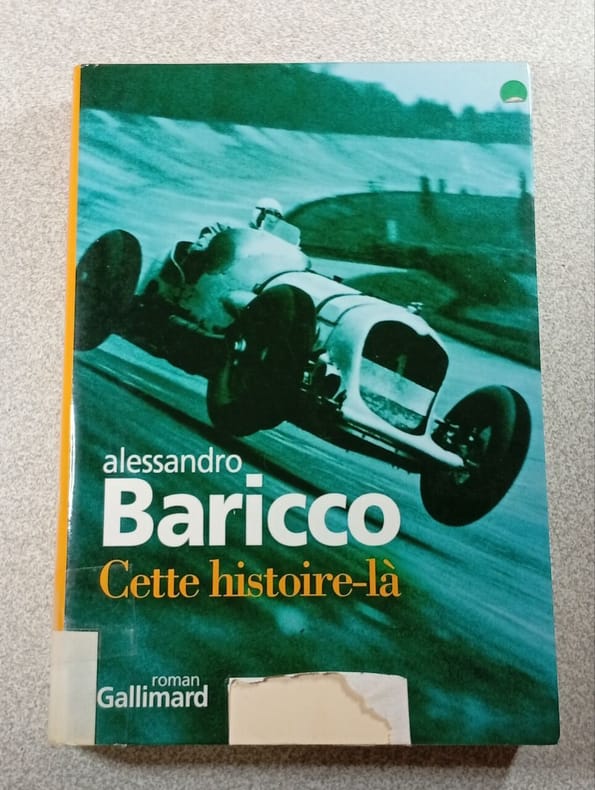 alessandro
Baricco
Cette histoire-là
roman
Gallimard